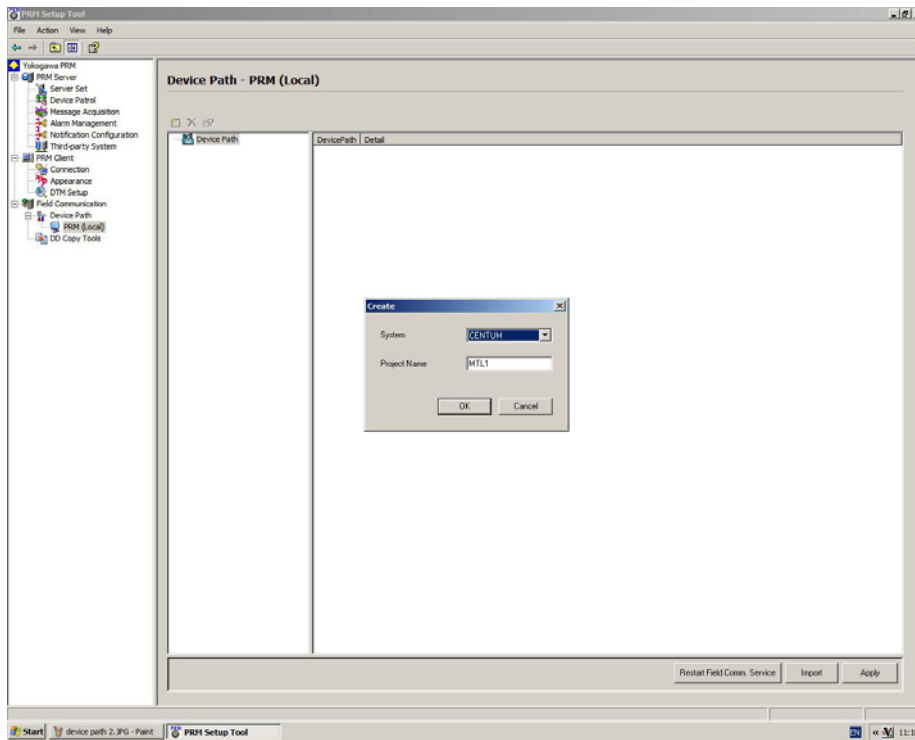 PRM Setup Tool
File Action View Help
Yokogawa PRM
PRM Server
Server Set
Device Patrol
Message Acquisition
Alarm Management
Notification Configuration
Third-party System
PRM Client
Connection
Appearance
DTM Setup
Field Communication
Device Path
PRM (Local)
DD Copy Tools
Device Path - PRM (Local)
Device Path
DevicePath Detail
Create
System CENTUM
Project Name MTL1
OK Cancel
Restart Field Comm. Service Import Apply
Start device path 2.JPG - Paint PRM Setup Tool EN